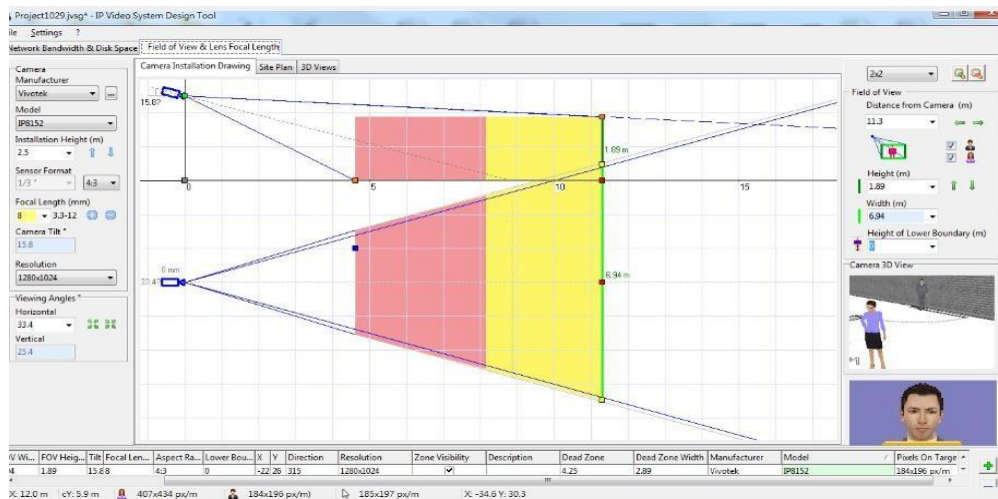 Project1029.jvsg* - IP Video System Design Tool
ile Settings ?
Network Bandwidth & Disk Space Field of View & Lens Focal Length
Camera
Manufacturer
Vivotek ...
Model
IP8152
Installation Height (m)
2.5
Sensor Format
1/3 " 4:3
Focal Length (mm)
8 3.3-12
Camera Tilt °
15.8
Resolution
1280x1024
Viewing Angles °
Horizontal
33.4
Vertical
25.4
Camera Installation Drawing Site Plan 3D Views
15.8?
1.89 m
0 5 10 15
0 mm
6.94 m
2x2
Field of View
Distance from Camera (m)
11.3
Height (m)
1.89
Width (m)
6.94
Height of Lower Boundary (m)
0
Camera 3D View
OV Wi... FOV Heig... Tilt Focal Len... Aspect Ra... Lower Bou... X Y Direction Resolution Zone Visibility Description Dead Zone Dead Zone Width Manufacturer Model Pixels On Targe
94 1.89 15.8 8 4:3 0 -22 26 315 1280x1024 4.25 2.89 Vivotek IP8152 184x196 px/m
X: 12.0 m cY: 5.9 m 407x434 px/m 184x196 px/m) 185x197 px/m X: -34.6 Y: 30.3